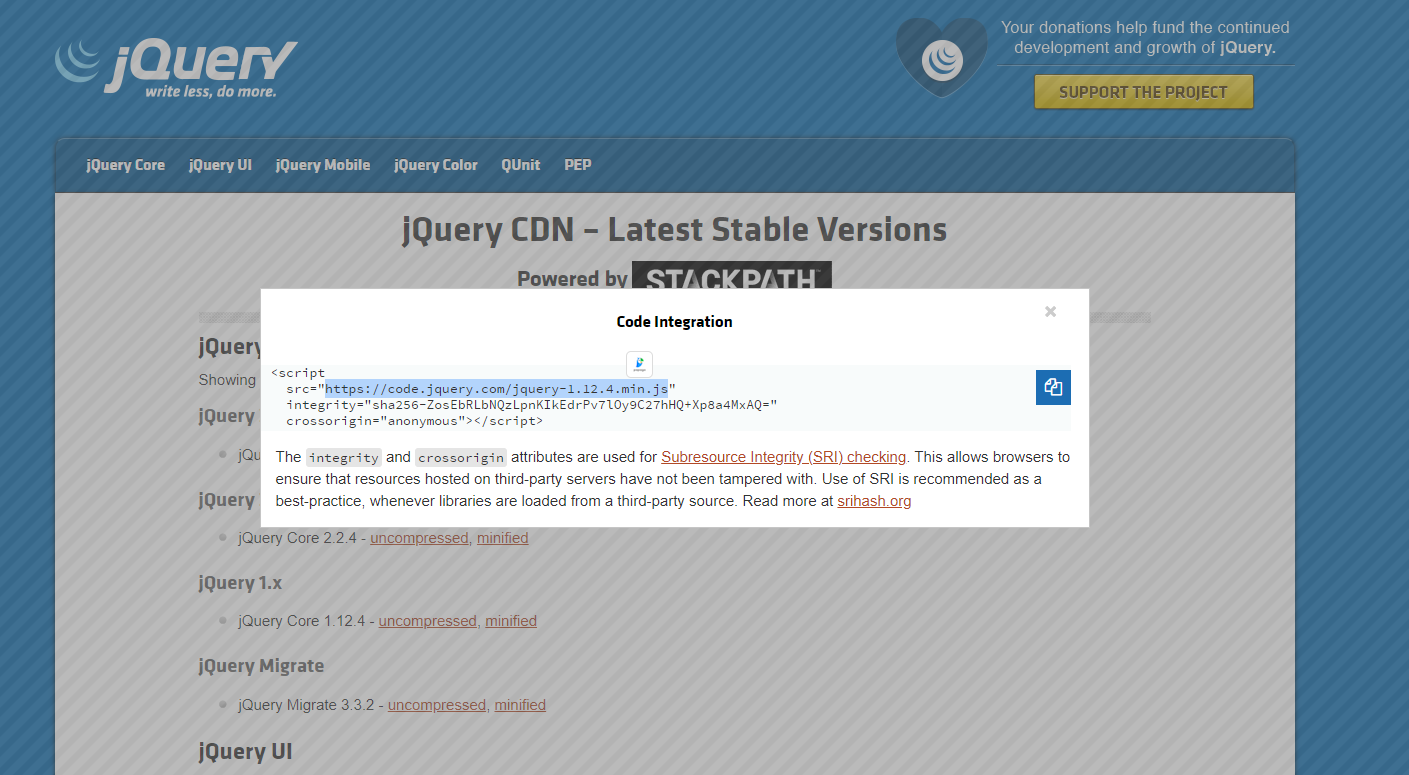 jQuery
write less, do more.
Your donations help fund the continued
development and growth of jQuery.
SUPPORT THE PROJECT
jQuery Core jQuery UI jQuery Mobile jQuery Color QUnit PEP
jQuery CDN – Latest Stable Versions
Powered by STACKPATH
Code Integration
×
<script
src="https://code.jquery.com/jquery-1.12.4.min.js"
integrity="sha256-ZosEbRLbNQzLpnKIkEdrPv7lOy9C27hHQ+Xp8a4MxAQ="
crossorigin="anonymous"></script>
The integrity and crossorigin attributes are used for Subresource Integrity (SRI) checking. This allows browsers to
ensure that resources hosted on third-party servers have not been tampered with. Use of SRI is recommended as a
best-practice, whenever libraries are loaded from a third-party source. Read more at srihash.org
jQuery
Showing
jQuery
jQu
jQuery
jQuery Core 2.2.4 - uncompressed, minified
jQuery 1.x
jQuery Core 1.12.4 - uncompressed, minified
jQuery Migrate
jQuery Migrate 3.3.2 - uncompressed, minified
jQuery UI